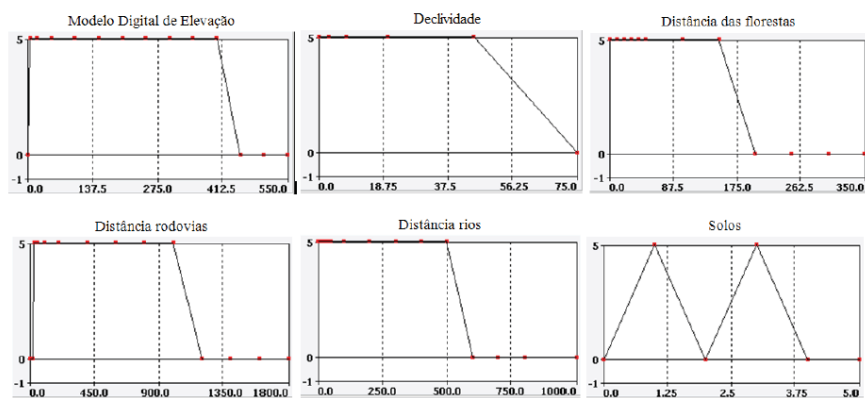 Modelo Digital de Elevação
5
0
-1
0.0 137.5 275.0 412.5 550.0
Declividade
5
0
-1
0.0 18.75 37.5 56.25 75.0
Distância das florestas
5
0
-1
0.0 87.5 175.0 262.5 350.0
Distância rodovias
5
0
-1
0.0 450.0 900.0 1350.0 1800.0
Distância rios
5
0
-1
0.0 250.0 500.0 750.0 1000.0
Solos
5
0
-1
0.0 1.25 2.5 3.75 5.0